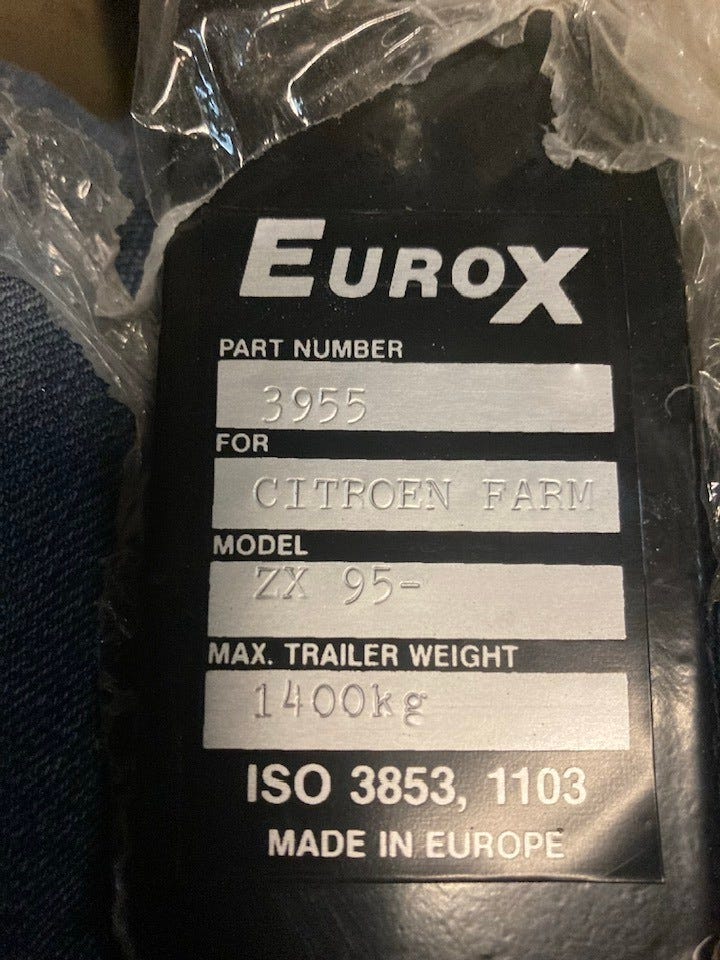 EUROX
PART NUMBER
3955
FOR
CITROEN FARM
MODEL
ZX 95-
MAX. TRAILER WEIGHT
1400kg
ISO 3853, 1103
MADE IN EUROPE